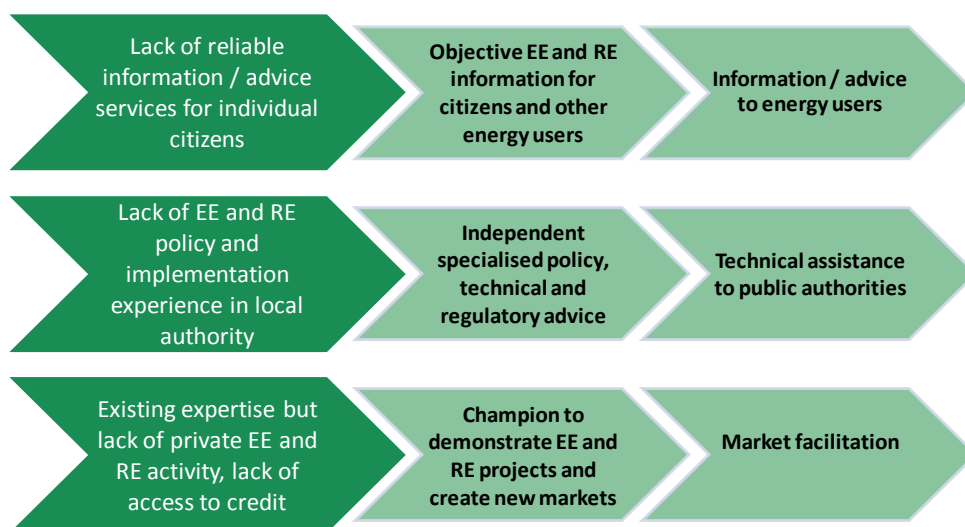 Lack of reliable
information / advice
services for individual
citizens
Objective EE and RE
information for
citizens and other
energy users
Information / advice
to energy users
Lack of EE and RE
policy and
implementation
experience in local
authority
Independent
specialised policy,
technical and
regulatory advice
Technical assistance
to public authorities
Existing expertise but
lack of private EE and
RE activity, lack of
access to credit
Champion to
demonstrate EE and
RE projects and
create new markets
Market facilitation